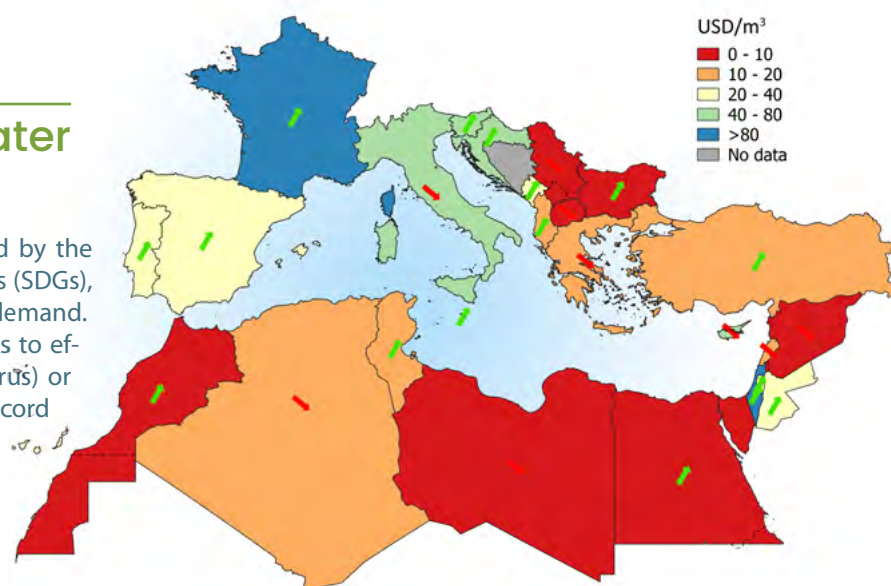 ater
d by the
s (SDGs),
demand.
s to ef-
rus) or
cord
USD/m³
0 - 10
10 - 20
20 - 40
40 - 80
>80
No data